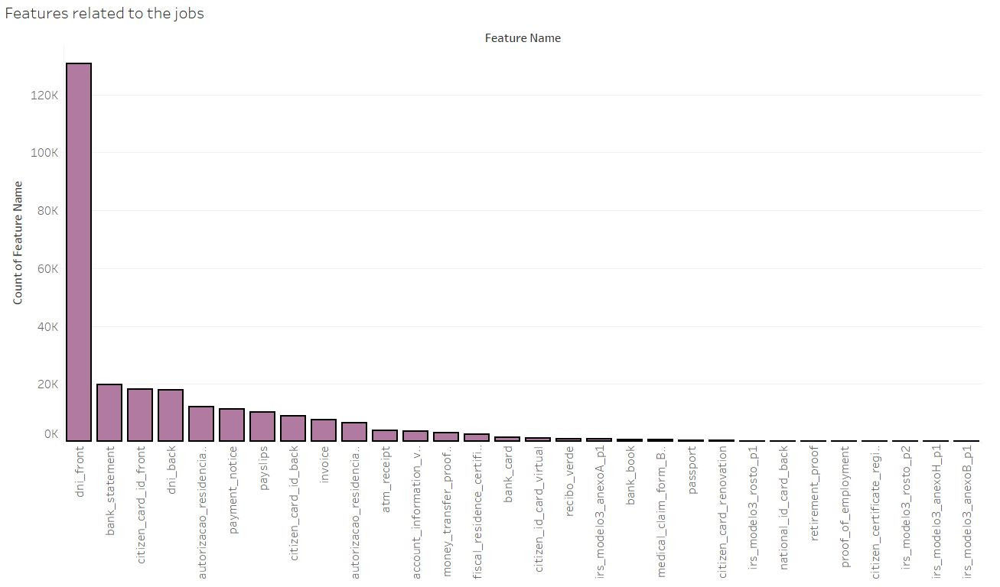 Features related to the jobs
Feature Name
Count of Feature Name
120K
100K
80K
60K
40K
20K
0K
dni_front
bank_statement
citizen_card_id_front
dni_back
autorizacao_residencia..
payment_notice
payslips
citizen_card_id_back
invoice
autorizacao_residencia..
atm_receipt
account_information_v..
money_transfer_proof..
fiscal_residence_certifi..
bank_card
citizen_id_card_virtual
recibo_verde
irs_modelo3_anexoA_p1
bank_book
medical_claim_form_B..
passport
citizen_card_renovation
irs_modelo3_rosto_p1
national_id_card_back
retirement_proof
proof_of_employment
citizen_certificate_regi..
irs_modelo3_rosto_p2
irs_modelo3_anexoH_p1
irs_modelo3_anexoB_p1